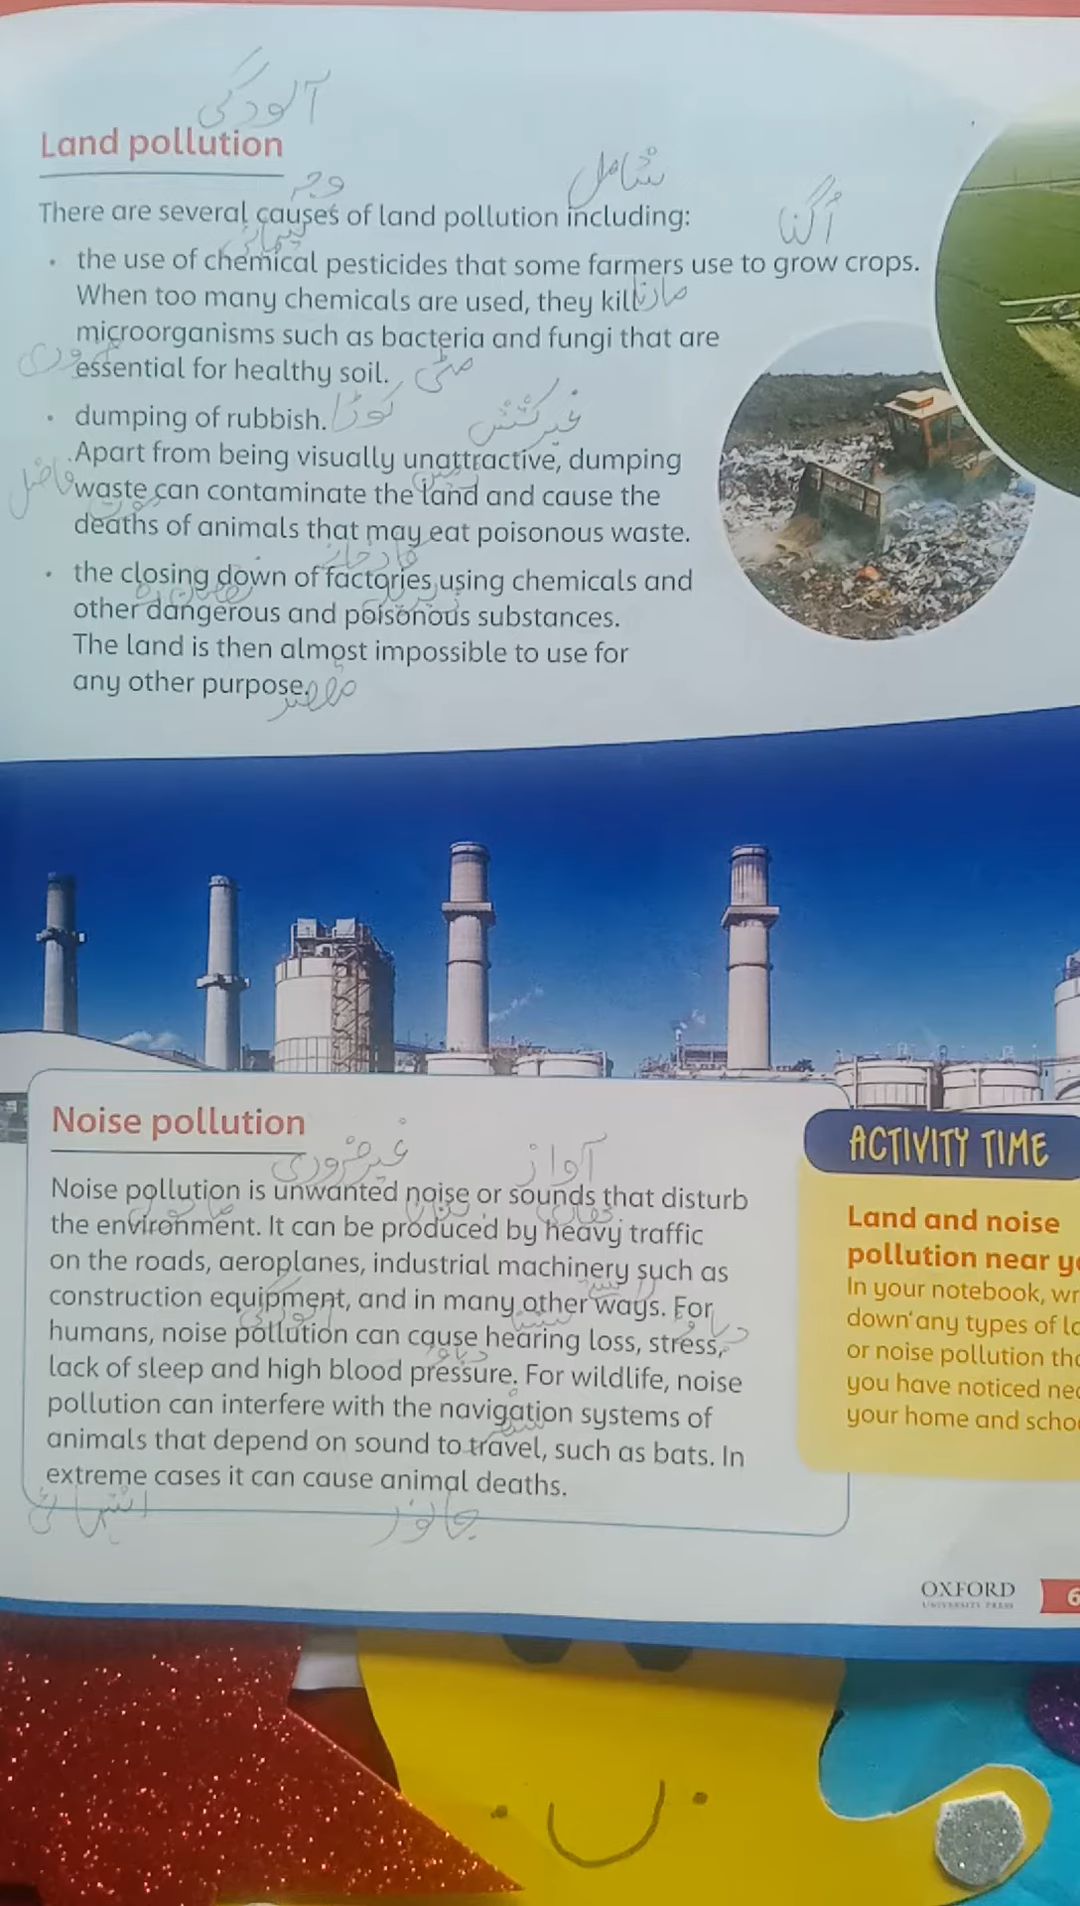 آلودگی
Land pollution
وجہ
شامل
There are several causes of land pollution including:
اُگنا
کیمیائی
• the use of chemical pesticides that some farmers use to grow crops.
When too many chemicals are used, they kill مارنا
microorganisms such as bacteria and fungi that are
essential for healthy soil. مٹی
• dumping of rubbish. کوڑا
غیر کشش
Apart from being visually unattractive, dumping
waste can contaminate the land and cause the
deaths of animals that may eat poisonous waste.
• the closing down of factories using chemicals and
other dangerous and poisonous substances.
The land is then almost impossible to use for
any other purpose.
Noise pollution
غیر ضروری
آواز
Noise pollution is unwanted noise or sounds that disturb
the environment. It can be produced by heavy traffic
on the roads, aeroplanes, industrial machinery such as
construction equipment, and in many other ways. For
humans, noise pollution can cause hearing loss, stress,
lack of sleep and high blood pressure. For wildlife, noise
pollution can interfere with the navigation systems of
animals that depend on sound to travel, such as bats. In
extreme cases it can cause animal deaths.
انتہائی
جانور
ACTIVITY TIME
Land and noise
pollution near
In your notebook,
down any types of
or noise pollution
you have noticed
your home and
OXFORD
UNIVERSITY PRESS
6